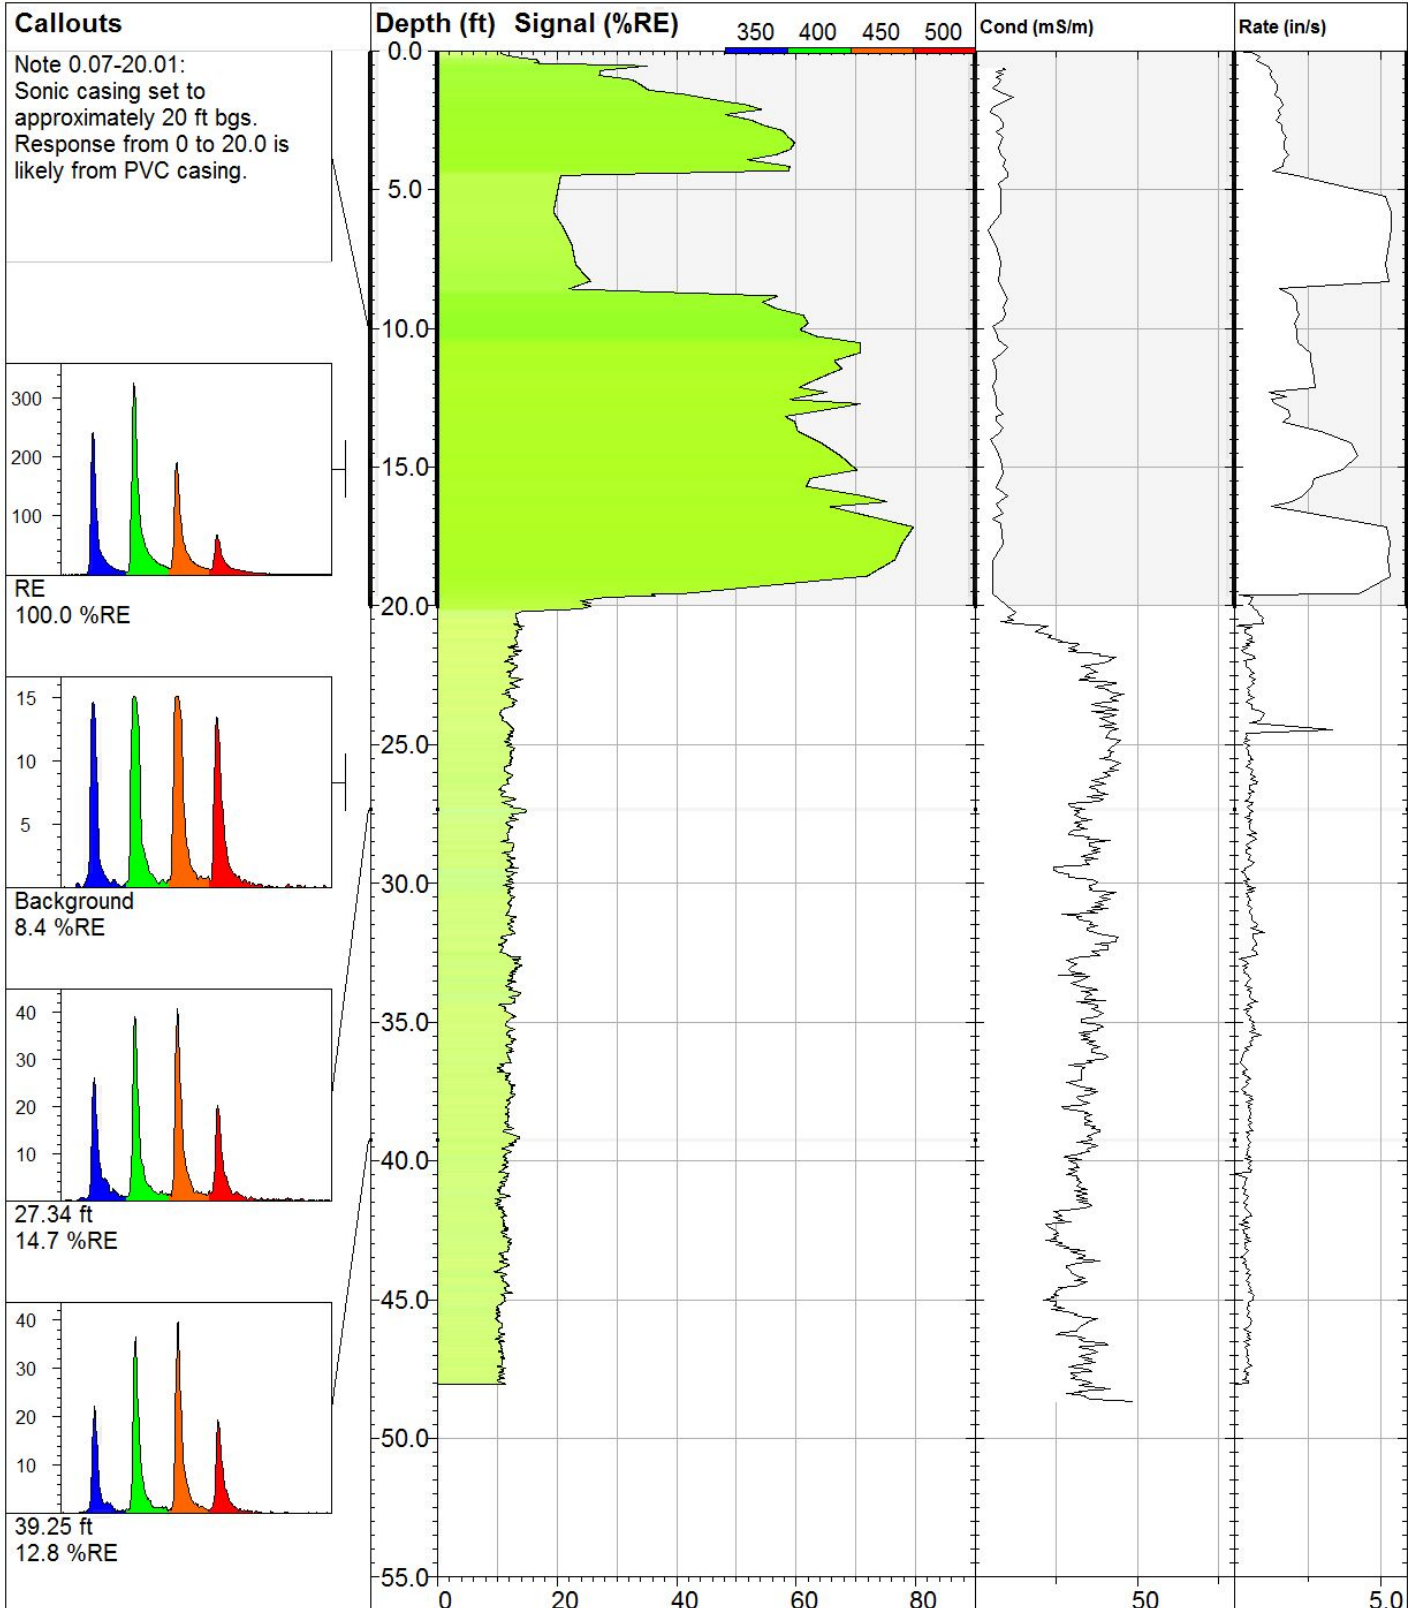 Callouts
Depth (ft) Signal (%RE)
350 400 450 500
Cond (mS/m)
Rate (in/s)
Note 0.07-20.01:
Sonic casing set to
approximately 20 ft bgs.
Response from 0 to 20.0 is
likely from PVC casing.
300
200
100
RE
100.0 %RE
15
10
5
Background
8.4 %RE
40
30
20
10
27.34 ft
14.7 %RE
40
30
20
10
39.25 ft
12.8 %RE
0.0
5.0
10.0
15.0
20.0
25.0
30.0
35.0
40.0
45.0
50.0
55.0
0 20 40 60 80
50
5.0